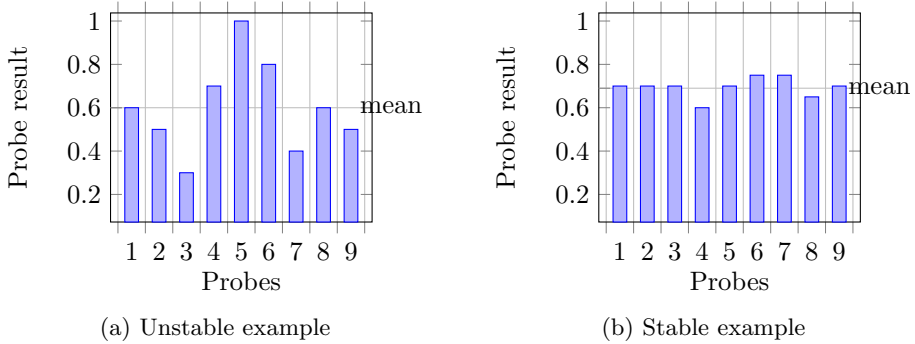 Probe result
1
0.8
0.6
0.4
0.2
mean
1 2 3 4 5 6 7 8 9
Probes
(a) Unstable example
Probe result
1
0.8
0.6
0.4
0.2
mean
1 2 3 4 5 6 7 8 9
Probes
(b) Stable example